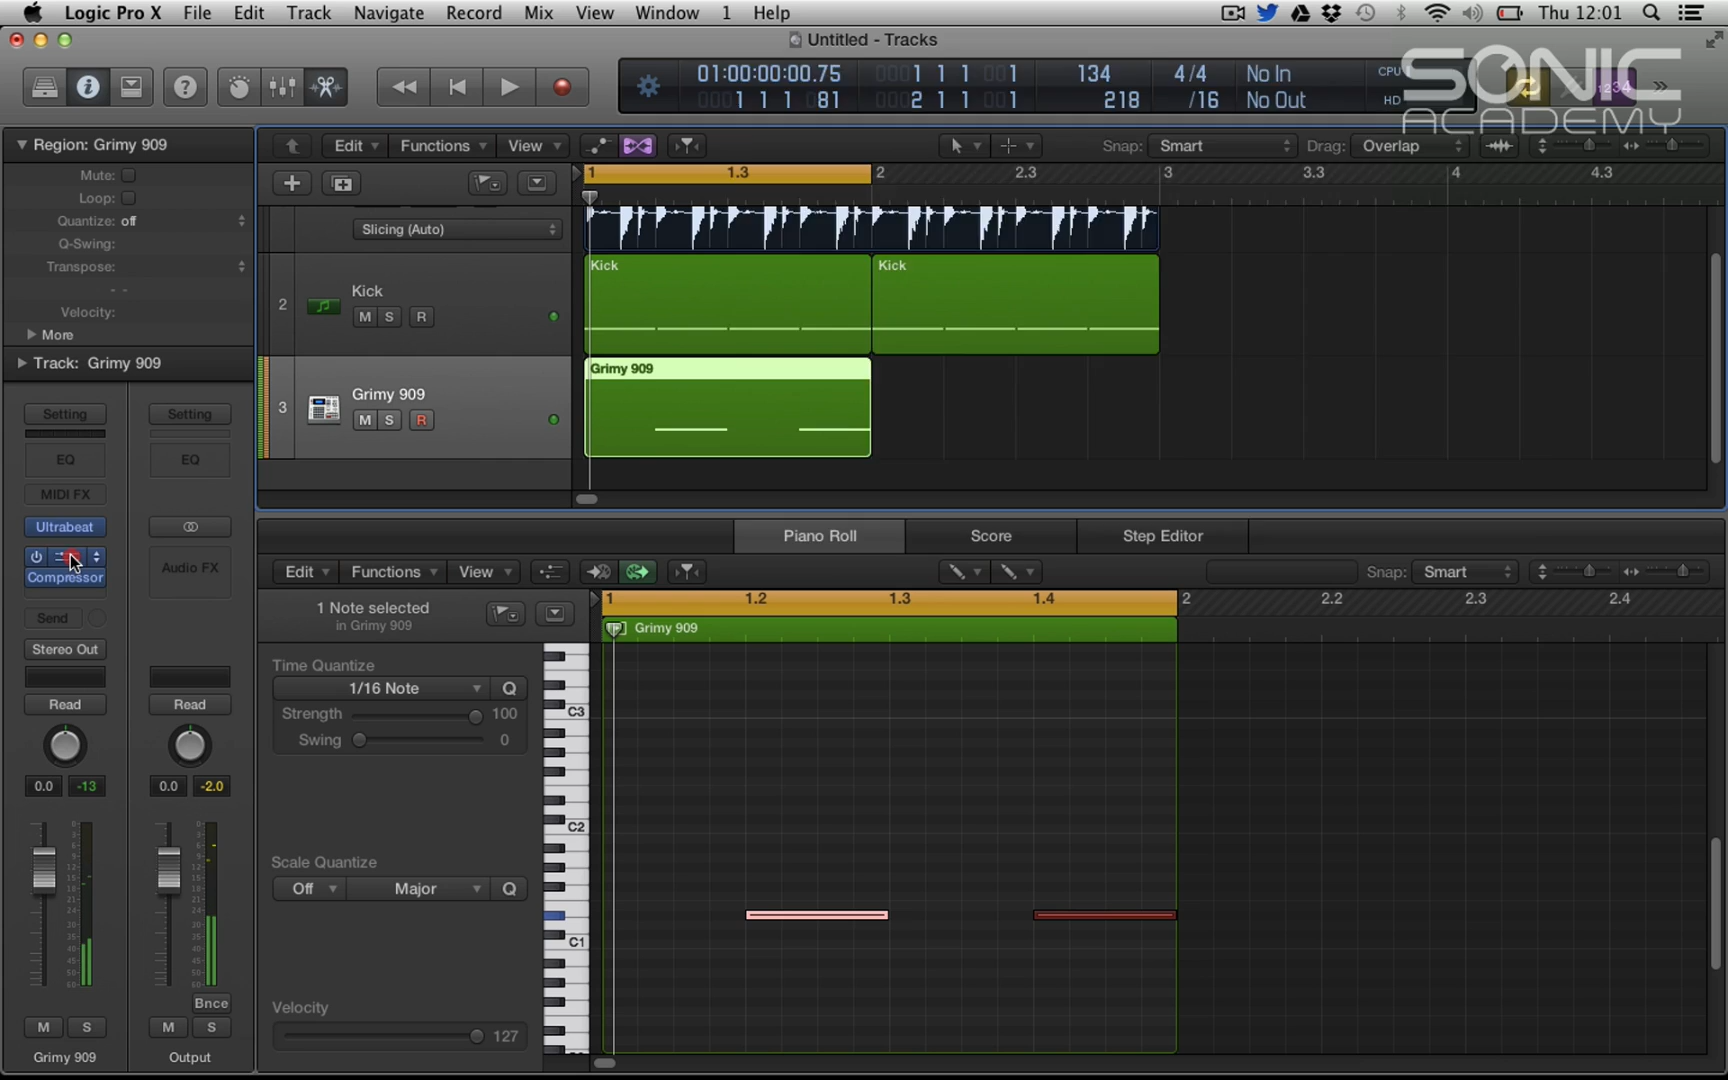 Logic Pro X File Edit Track Navigate Record Mix View Window 1 Help Thu 12:01
Untitled - Tracks
SONIC
ACADEMY
01:00:00:00.75 0001 1 1 001 134 4/4 No In CPU
0001 1 1 081 0002 1 1 001 218 /16 No Out HD
1234
Region: Grimy 909
Mute:
Loop:
Quantize: off
Q-Swing:
Transpose:
- -
Velocity:
More
Track: Grimy 909
Edit Functions View Snap: Smart Drag: Overlap
1 1.3 2 2.3 3 3.3 4 4.3
Slicing (Auto)
2 Kick
M S R
Kick Kick
3 Grimy 909
M S R
Grimy 909
Setting Setting
EQ EQ
MIDI FX
Ultrabeat
Compressor
Audio FX
Send
Stereo Out
Read Read
0.0 -13 0.0 -2.0
Bnce
M S M S
Grimy 909 Output
Piano Roll Score Step Editor
Edit Functions View Snap: Smart
1 Note selected
in Grimy 909
1 1.2 1.3 1.4 2 2.2 2.3 2.4
Grimy 909
Time Quantize
1/16 Note Q
Strength 100
Swing 0
Scale Quantize
Off Major Q
Velocity
127
C3
C2
C1